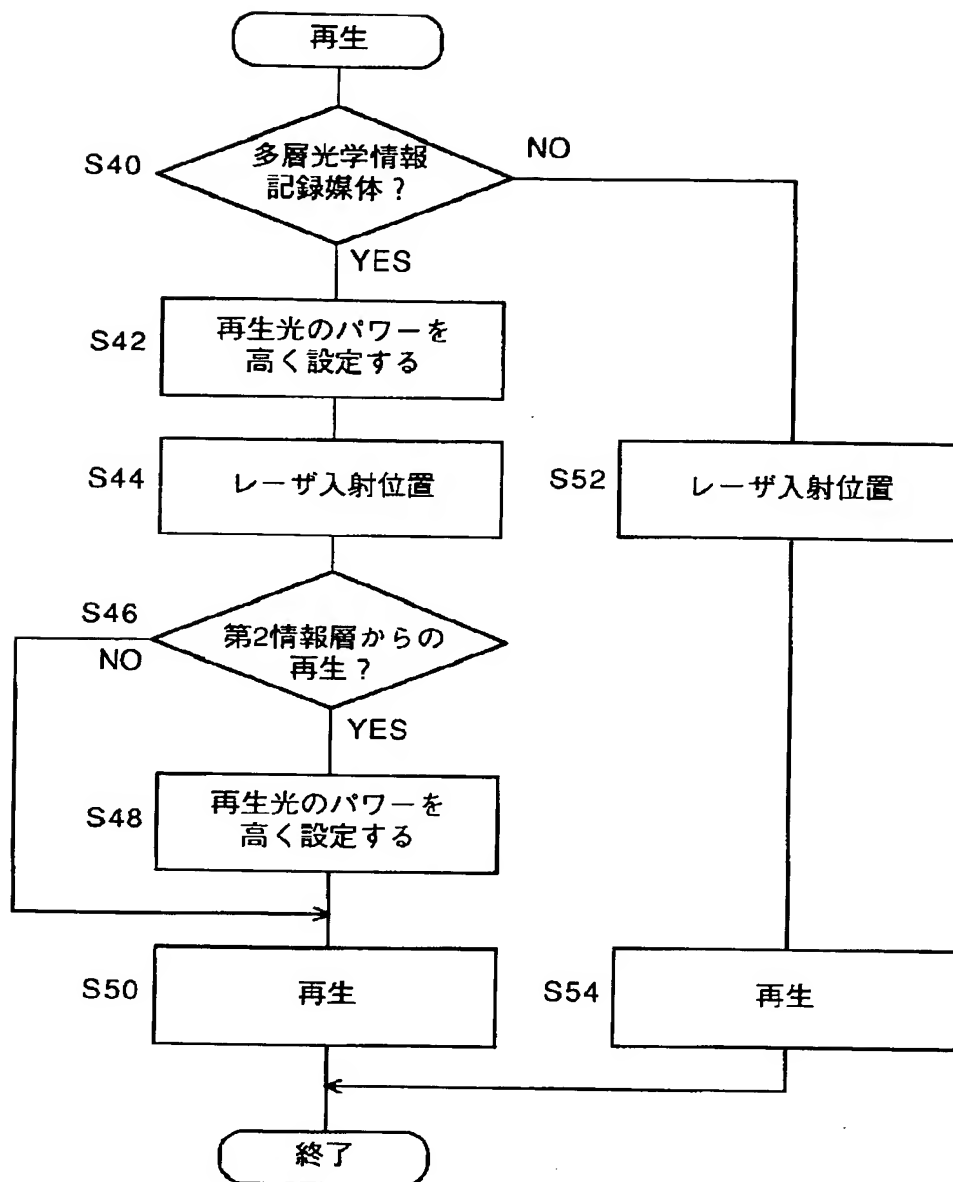 再生
S40
多層光学情報
記録媒体？
NO
YES
S42
再生光のパワーを
高く設定する
S44
レーザ入射位置
S52
レーザ入射位置
S46
NO
第2情報層からの
再生？
YES
S48
再生光のパワーを
高く設定する
S50
再生
S54
再生
終了